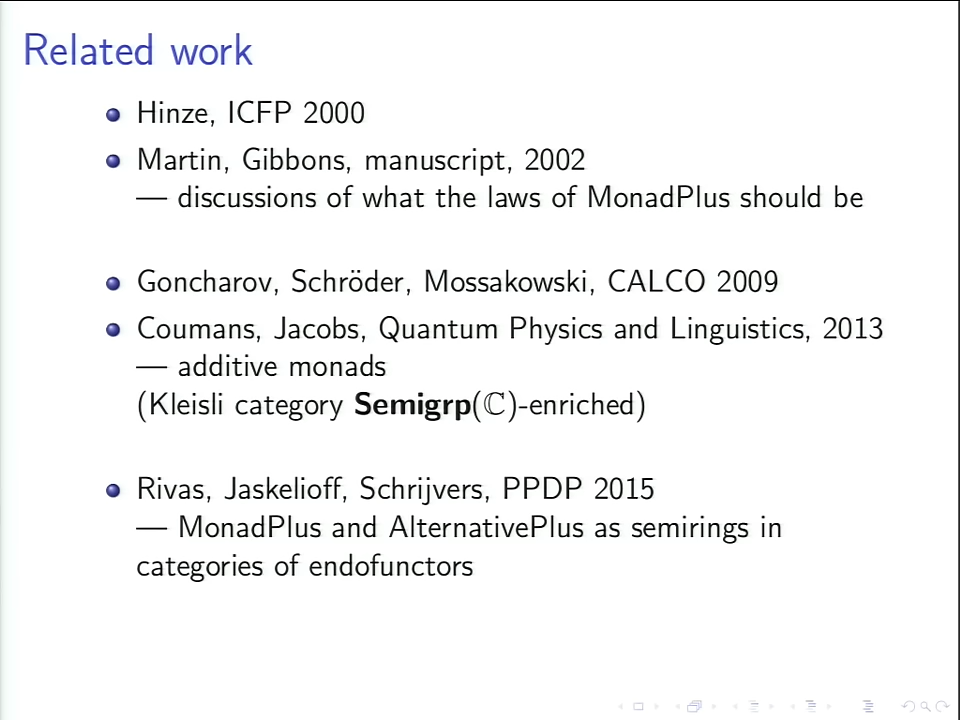 Related work
Hinze, ICFP 2000
Martin, Gibbons, manuscript, 2002
— discussions of what the laws of MonadPlus should be
Goncharov, Schröder, Mossakowski, CALCO 2009
Coumans, Jacobs, Quantum Physics and Linguistics, 2013
— additive monads
(Kleisli category Semigrp(ℂ)-enriched)
Rivas, Jaskelioff, Schrijvers, PPDP 2015
— MonadPlus and AlternativePlus as semirings in
categories of endofunctors